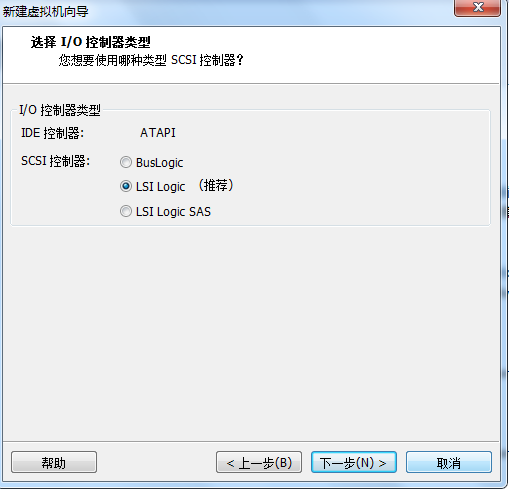 新建虚拟机向导
选择 I/O 控制器类型
您想要使用哪种类型 SCSI 控制器？
I/O 控制器类型
IDE 控制器: ATAPI
SCSI 控制器: BusLogic
LSI Logic （推荐）
LSI Logic SAS
帮助 < 上一步(B) 下一步(N) > 取消